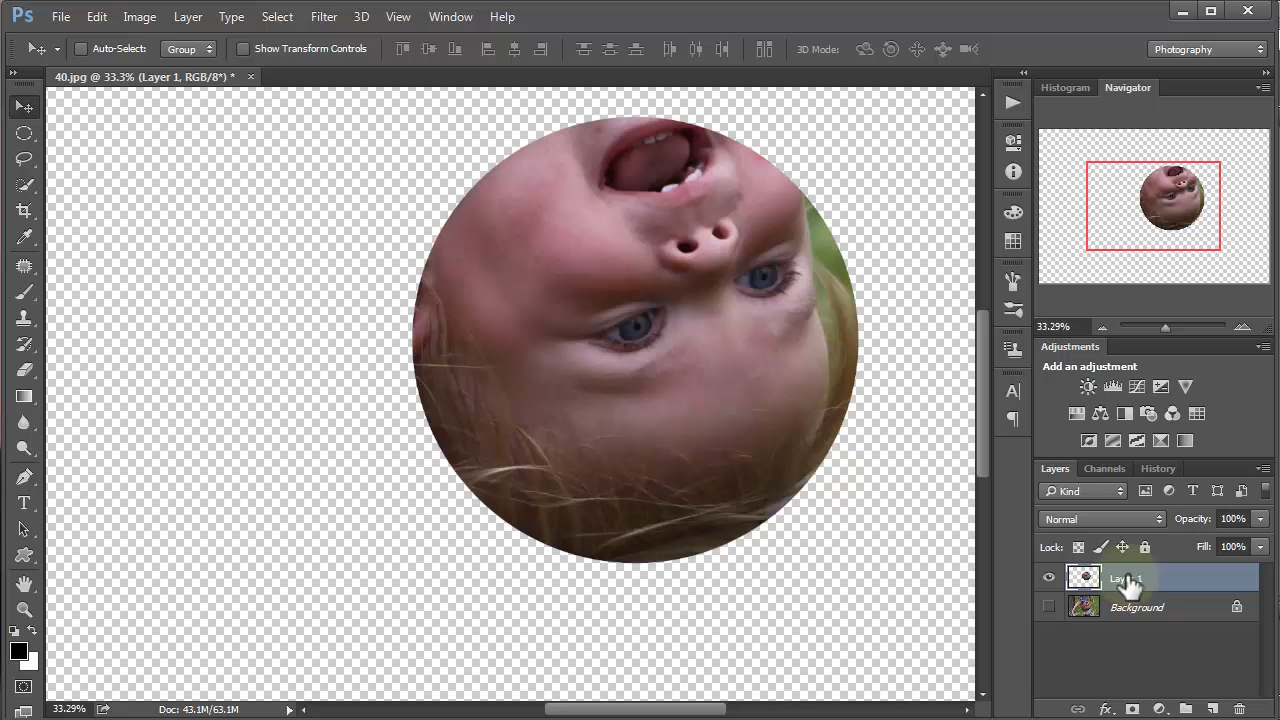 Ps File Edit Image Layer Type Select Filter 3D View Window Help
Auto-Select: Group Show Transform Controls 3D Mode: Photography
40.jpg @ 33.3% (Layer 1, RGB/8*) * ×
Histogram Navigator
33.29%
Adjustments
Add an adjustment
Layers Channels History
Kind
Normal Opacity: 100%
Lock: Fill: 100%
Layer 1
Background
33.29% Doc: 43.1M/63.1M